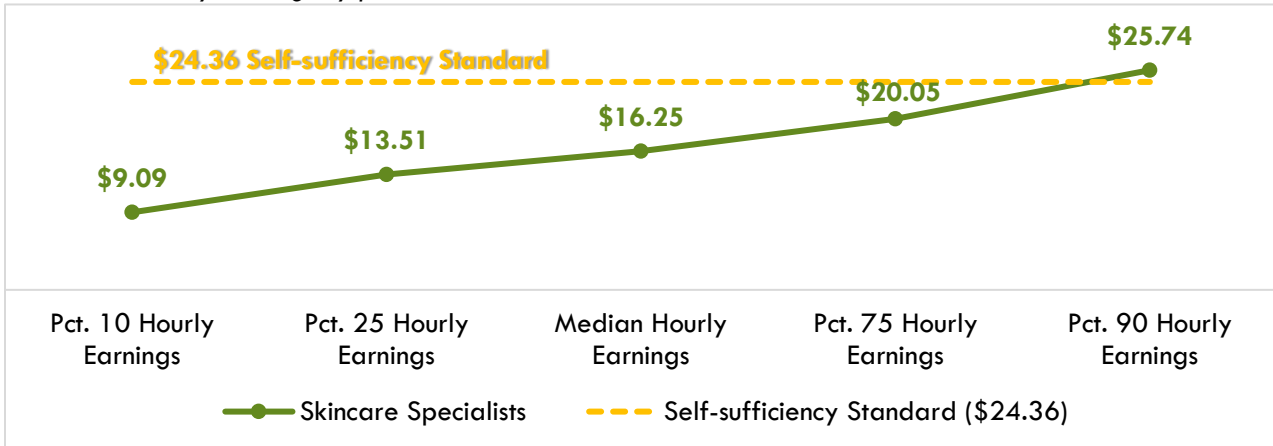 $25.74
$24.36 Self-sufficiency Standard
$20.05
$16.25
$13.51
$9.09
Pct. 10 Hourly Earnings
Pct. 25 Hourly Earnings
Median Hourly Earnings
Pct. 75 Hourly Earnings
Pct. 90 Hourly Earnings
Skincare Specialists
Self-sufficiency Standard ($24.36)